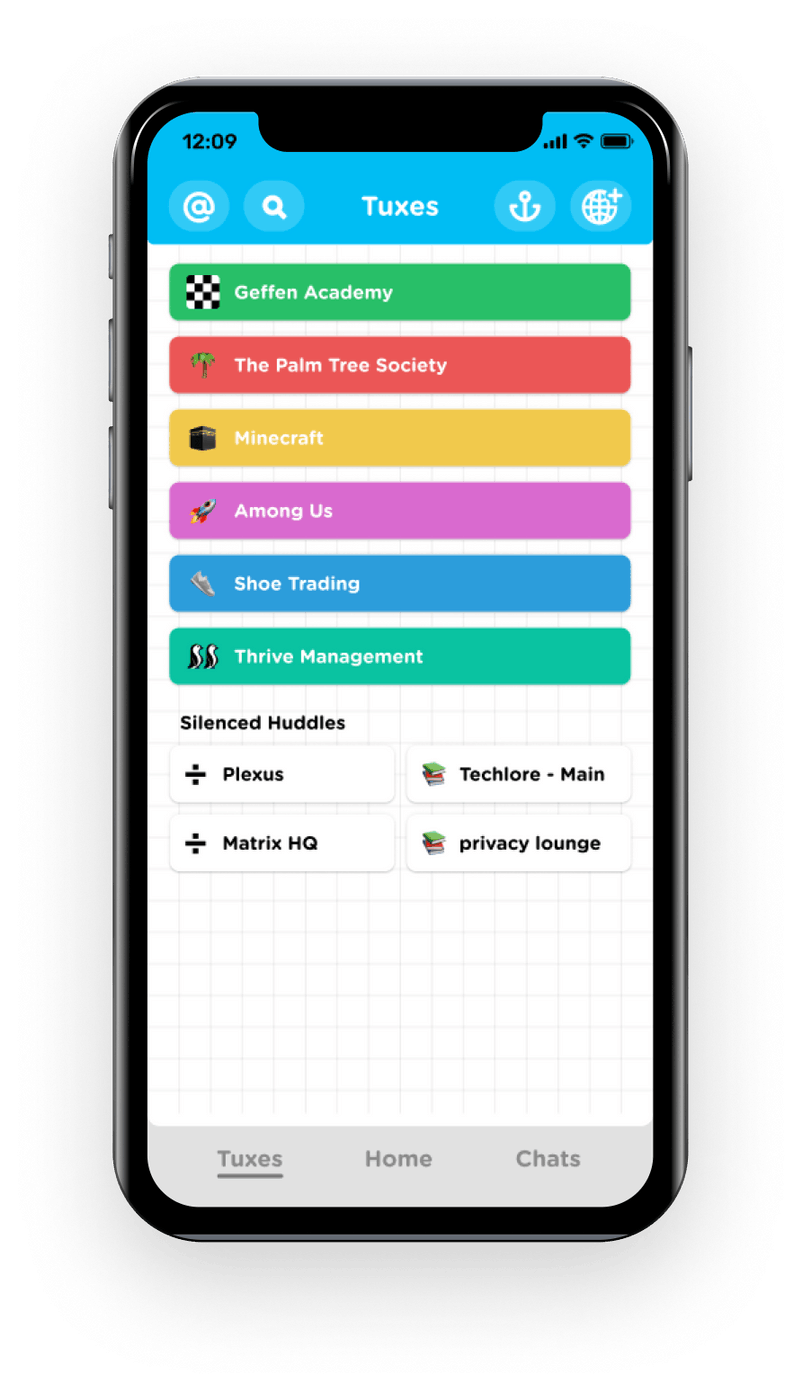 12:09
Tuxes
Geffen Academy
The Palm Tree Society
Minecraft
Among Us
Shoe Trading
Thrive Management
Silenced Huddles
Plexus
Techlore - Main
Matrix HQ
privacy lounge
Tuxes
Home
Chats